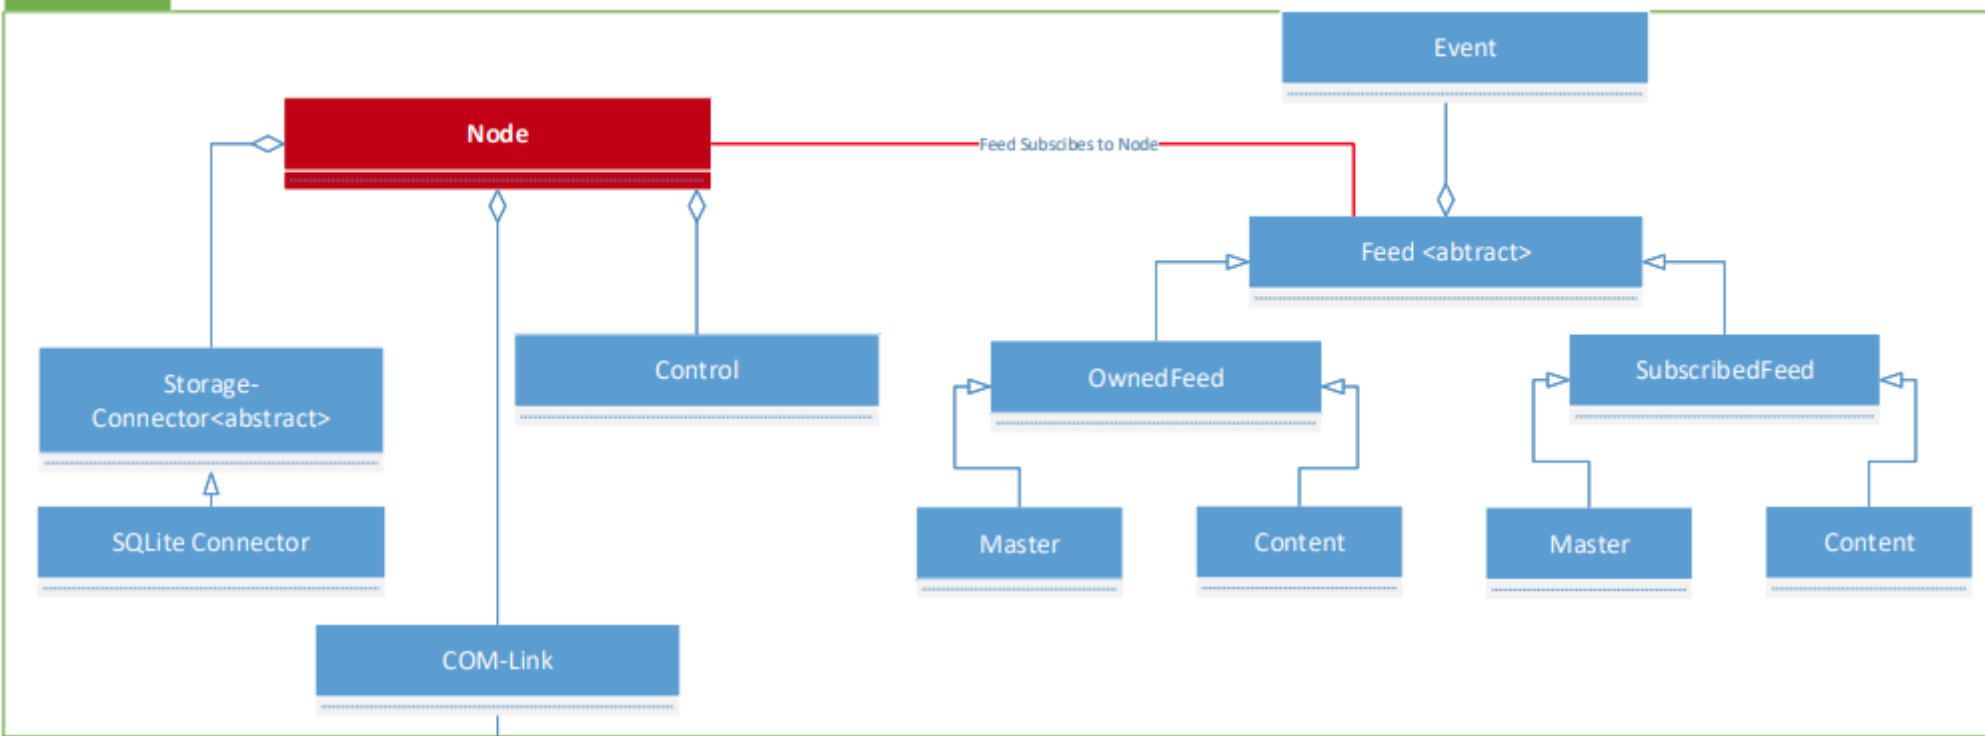 Event
Node
Feed Subscibes to Node
Feed <abtract>
Storage-
Connector<abstract>
Control
OwnedFeed
SubscribedFeed
SQLite Connector
Master
Content
Master
Content
COM-Link